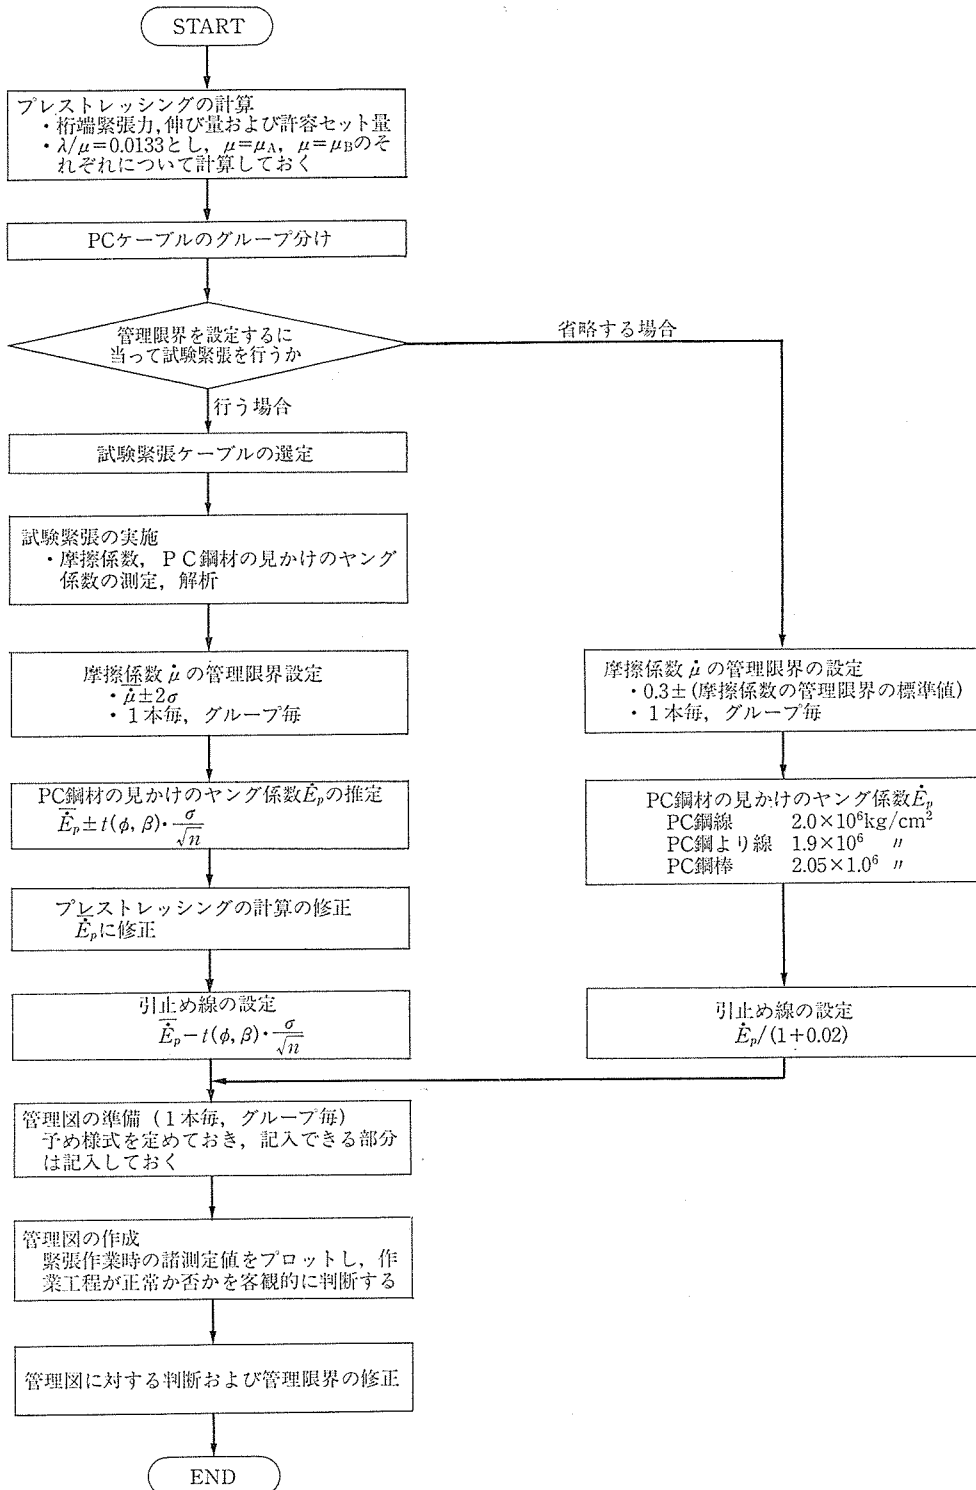 START
プレストレッシングの計算
・桁端緊張力,伸び量および許容セット量
・λ/μ=0.0133とし, μ=μA, μ=μBのそ
れぞれについて計算しておく
PCケーブルのグループ分け
管理限界を設定するに
当って試験緊張を行うか
省略する場合
行う場合
試験緊張ケーブルの選定
試験緊張の実施
・摩擦係数, PC鋼材の見かけのヤング
係数の測定, 解析
摩擦係数 μ̇ の管理限界設定
・μ̇̅±2σ
・1本毎, グループ毎
PC鋼材の見かけのヤング係数Ėpの推定
Ė̅p±t(φ, β)・σ/√n
プレストレッシングの計算の修正
Ė̅pに修正
引止め線の設定
Ė̅p−t(φ, β)・σ/√n
摩擦係数 μ̇ の管理限界の設定
・0.3±(摩擦係数の管理限界の標準値)
・1本毎, グループ毎
PC鋼材の見かけのヤング係数Ėp
PC鋼線 2.0×10⁶kg/cm²
PC鋼より線 1.9×10⁶ 〃
PC鋼棒 2.05×1.0⁶ 〃
引止め線の設定
Ėp/(1+0.02)
管理図の準備 (1本毎, グループ毎)
予め様式を定めておき, 記入できる部分
は記入しておく
管理図の作成
緊張作業時の諸測定値をプロットし, 作
業工程が正常か否かを客観的に判断する
管理図に対する判断および管理限界の修正
END